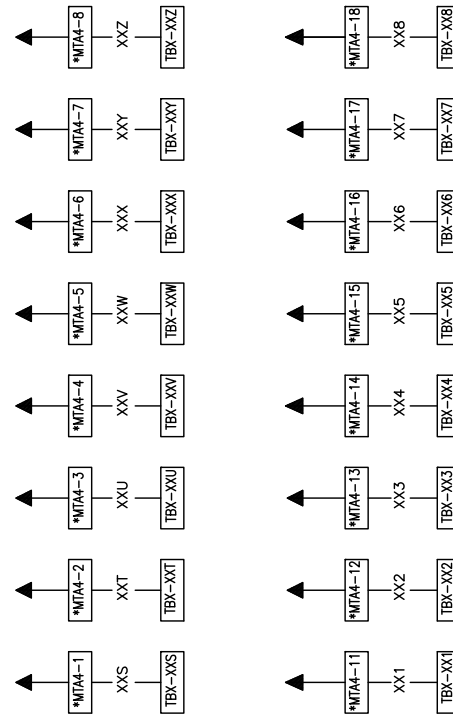 *MTA4-8
XXZ
TBX-XXZ
*MTA4-7
XXY
TBX-XXY
*MTA4-6
XXX
TBX-XXX
*MTA4-5
XXW
TBX-XXW
*MTA4-4
XXV
TBX-XXV
*MTA4-3
XXU
TBX-XXU
*MTA4-2
XXT
TBX-XXT
*MTA4-1
XXS
TBX-XXS
*MTA4-18
XX8
TBX-XX8
*MTA4-17
XX7
TBX-XX7
*MTA4-16
XX6
TBX-XX6
*MTA4-15
XX5
TBX-XX5
*MTA4-14
XX4
TBX-XX4
*MTA4-13
XX3
TBX-XX3
*MTA4-12
XX2
TBX-XX2
*MTA4-11
XX1
TBX-XX1